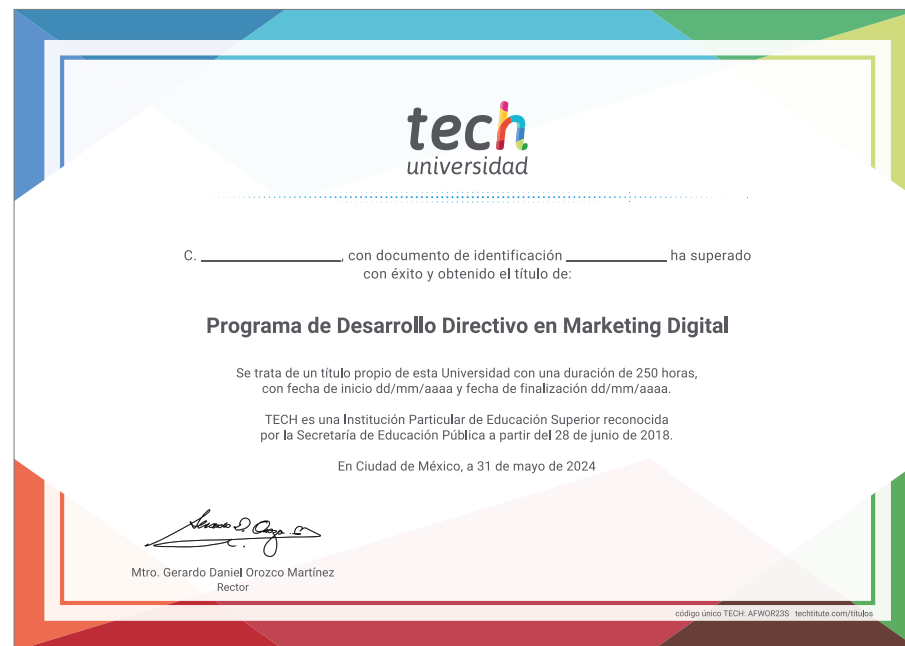 tech
universidad
C. ____________________, con documento de identificación ______________ ha superado
con éxito y obtenido el título de:
Programa de Desarrollo Directivo en Marketing Digital
Se trata de un título propio de esta Universidad con una duración de 250 horas,
con fecha de inicio dd/mm/aaaa y fecha de finalización dd/mm/aaaa.
TECH es una Institución Particular de Educación Superior reconocida
por la Secretaría de Educación Pública a partir del 28 de junio de 2018.
En Ciudad de México, a 31 de mayo de 2024
Mtro. Gerardo Daniel Orozco Martínez
Rector
código único TECH: AFWOR23S techtitute.com/titulos